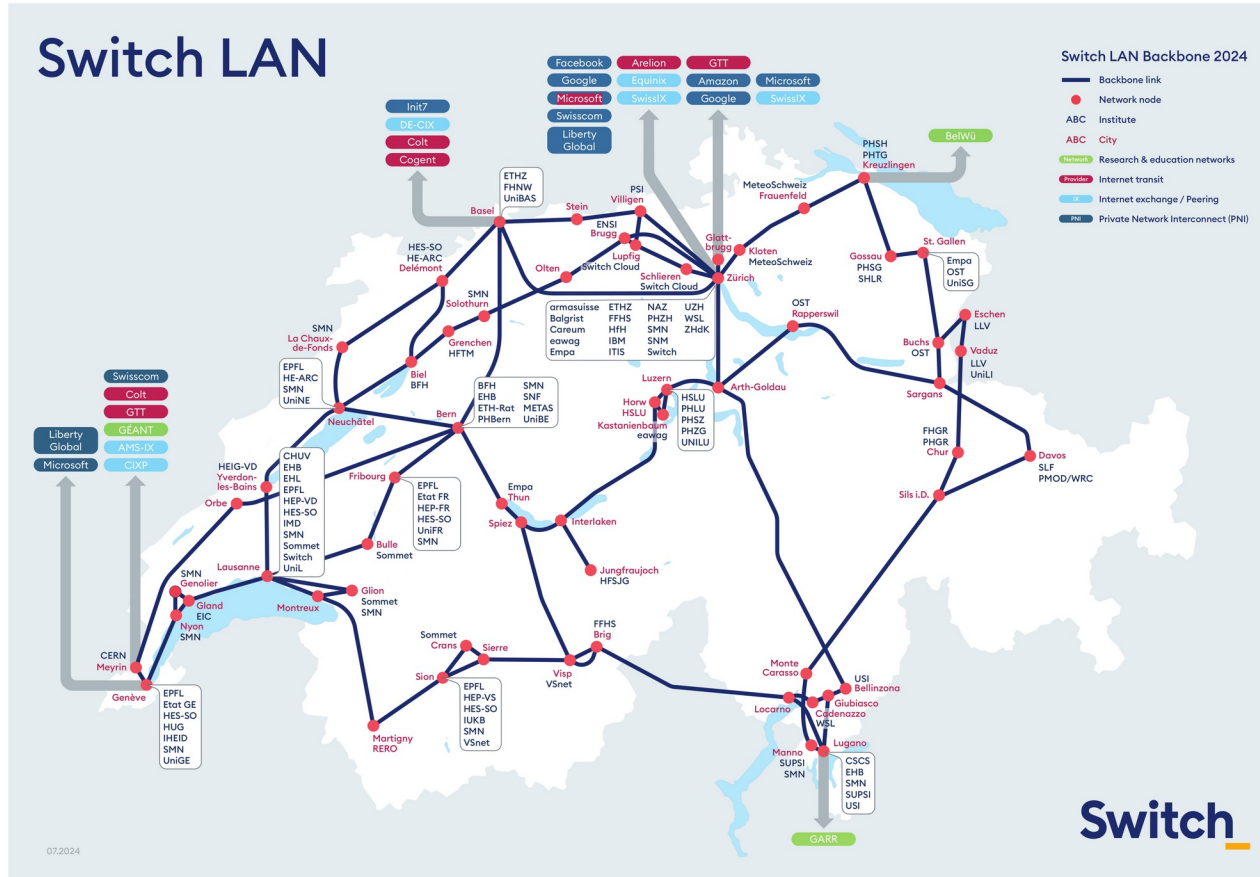 Switch LAN
Switch LAN Backbone 2024
Backbone link
Network node
ABC Institute
ABC City
Network Research & education networks
Provider Internet transit
IX Internet exchange / Peering
PNI Private Network Interconnect (PNI)
Facebook
Google
Microsoft
Swisscom
Liberty
Global
Arelion
Equinix
SwissIX
GTT
Amazon
Google
Microsoft
SwissIX
Init7
DE-CIX
Colt
Cogent
BelWü
PHSH
PHTG
Kreuzlingen
MeteoSchweiz
Frauenfeld
ETHZ
FHNW
UniBAS
Basel
Stein
PSI
Villigen
ENSI
Brugg
Lupfig
Switch Cloud
Glatt-
brugg
Kloten
MeteoSchweiz
Schlieren
Switch Cloud
Zürich
Gossau
PHSG
SHLR
St. Gallen
Empa
OST
UniSG
HES-SO
HE-ARC
Delémont
Olten
SMN
Solothurn
Grenchen
HFTM
SMN
La Chaux-
de-Fonds
Biel
BFH
armasuisse ETHZ NAZ UZH
Balgrist FFHS PHZH WSL
Careum HfH SMN ZHdK
eawag IBM SNM
Empa ITIS Switch
OST
Rapperswil
Eschen
LLV
Buchs
OST
Vaduz
LLV
UniLI
Sargans
EPFL
HE-ARC
SMN
UniNE
Neuchâtel
Bern
BFH SMN
EHB SNF
ETH-Rat METAS
PHBern UniBE
Luzern
Horw
HSLU
Kastanienbaum
eawag
HSLU
PHLU
PHSZ
PHZG
UNILU
Arth-Goldau
Swisscom
Colt
GTT
GÉANT
AMS-IX
CIXP
Liberty
Global
Microsoft
HEIG-VD
Yverdon-
les-Bains
Orbe
CHUV
EHB
EHL
EPFL
HEP-VD
HES-SO
IMD
SMN
Sommet
Switch
UniL
Lausanne
Fribourg
EPFL
Etat FR
HEP-FR
HES-SO
UniFR
SMN
Bulle
Sommet
Empa
Thun
Spiez
Interlaken
Jungfraujoch
HFSJG
FHGR
PHGR
Chur
Davos
SLF
PMOD/WRC
Sils i.D.
SMN
Genolier
Gland
EIC
Nyon
SMN
Montreux
Glion
Sommet
SMN
CERN
Meyrin
Genève
EPFL
Etat GE
HES-SO
HUG
IHEID
SMN
UniGE
Sommet
Crans
Sierre
Sion
EPFL
HEP-VS
HES-SO
IUKB
SMN
VSnet
Martigny
RERO
FFHS
Brig
Visp
VSnet
Monte
Carasso
USI
Bellinzona
Giubiasco
Cadenazzo
WSL
Locarno
Manno
SUPSI
SMN
Lugano
CSCS
EHB
SMN
SUPSI
USI
GARR
07.2024
Switch